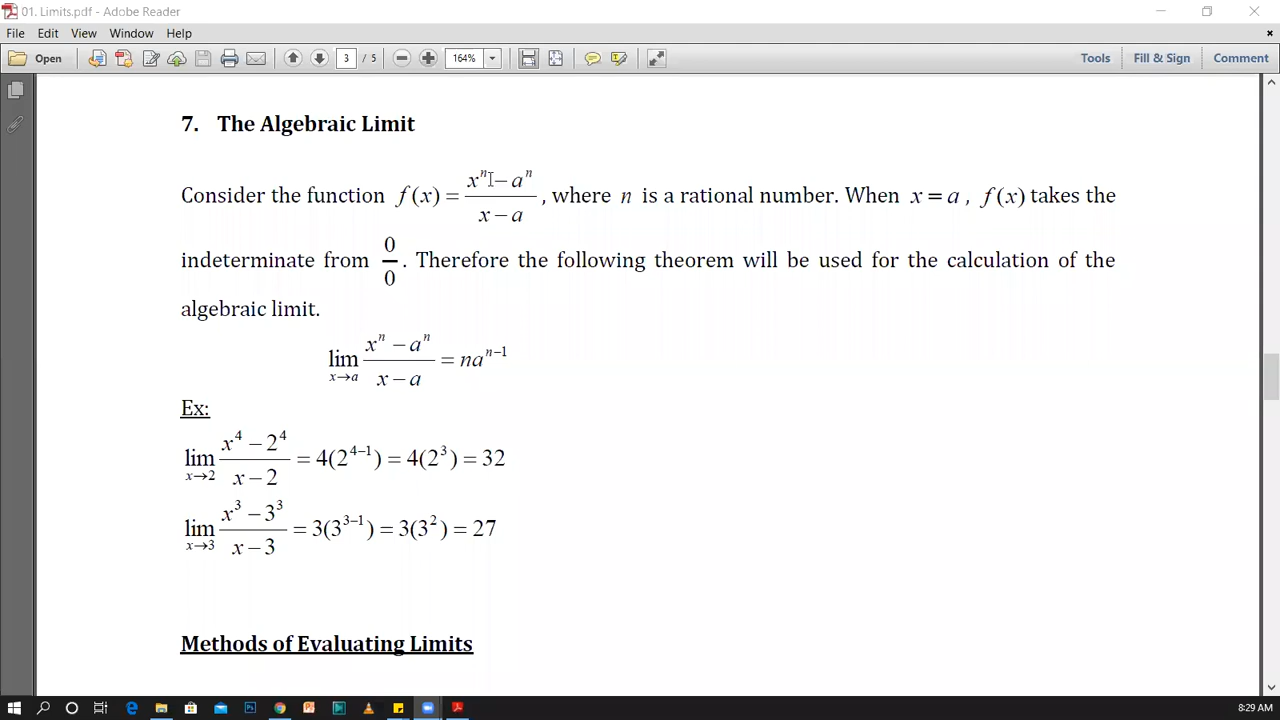 01. Limits.pdf - Adobe Reader
File Edit View Window Help
Open 3 / 5 164% Tools Fill & Sign Comment
7. The Algebraic Limit
Consider the function f(x) = (xⁿ − aⁿ)/(x − a), where n is a rational number. When x = a, f(x) takes the
indeterminate from 0/0. Therefore the following theorem will be used for the calculation of the
algebraic limit.
lim x→a (xⁿ − aⁿ)/(x − a) = naⁿ⁻¹
Ex:
lim x→2 (x⁴ − 2⁴)/(x − 2) = 4(2⁴⁻¹) = 4(2³) = 32
lim x→3 (x³ − 3³)/(x − 3) = 3(3³⁻¹) = 3(3²) = 27
Methods of Evaluating Limits
8:29 AM